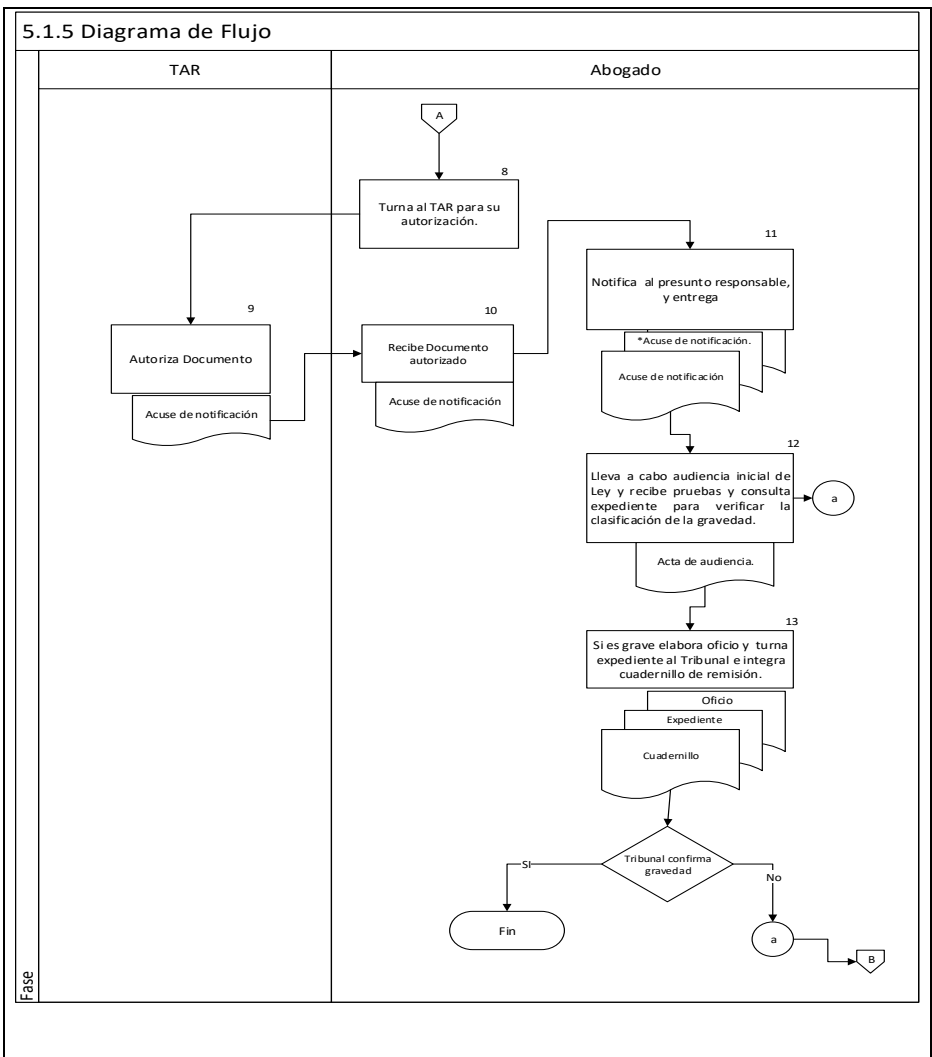 5.1.5 Diagrama de Flujo
TAR
Abogado
A
8
Turna al TAR para su
autorización.
9
Autoriza Documento
Acuse de notificación
10
Recibe Documento
autorizado
Acuse de notificación
11
Notifica al presunto responsable,
y entrega
*Acuse de notificación.
Acuse de notificación
12
Lleva a cabo audiencia inicial de
Ley y recibe pruebas y consulta
expediente para verificar la
clasificación de la gravedad.
a
Acta de audiencia.
13
Si es grave elabora oficio y turna
expediente al Tribunal e integra
cuadernillo de remisión.
Oficio
Expediente
Cuadernillo
Tribunal confirma
gravedad
SI
No
Fin
a
B
Fase